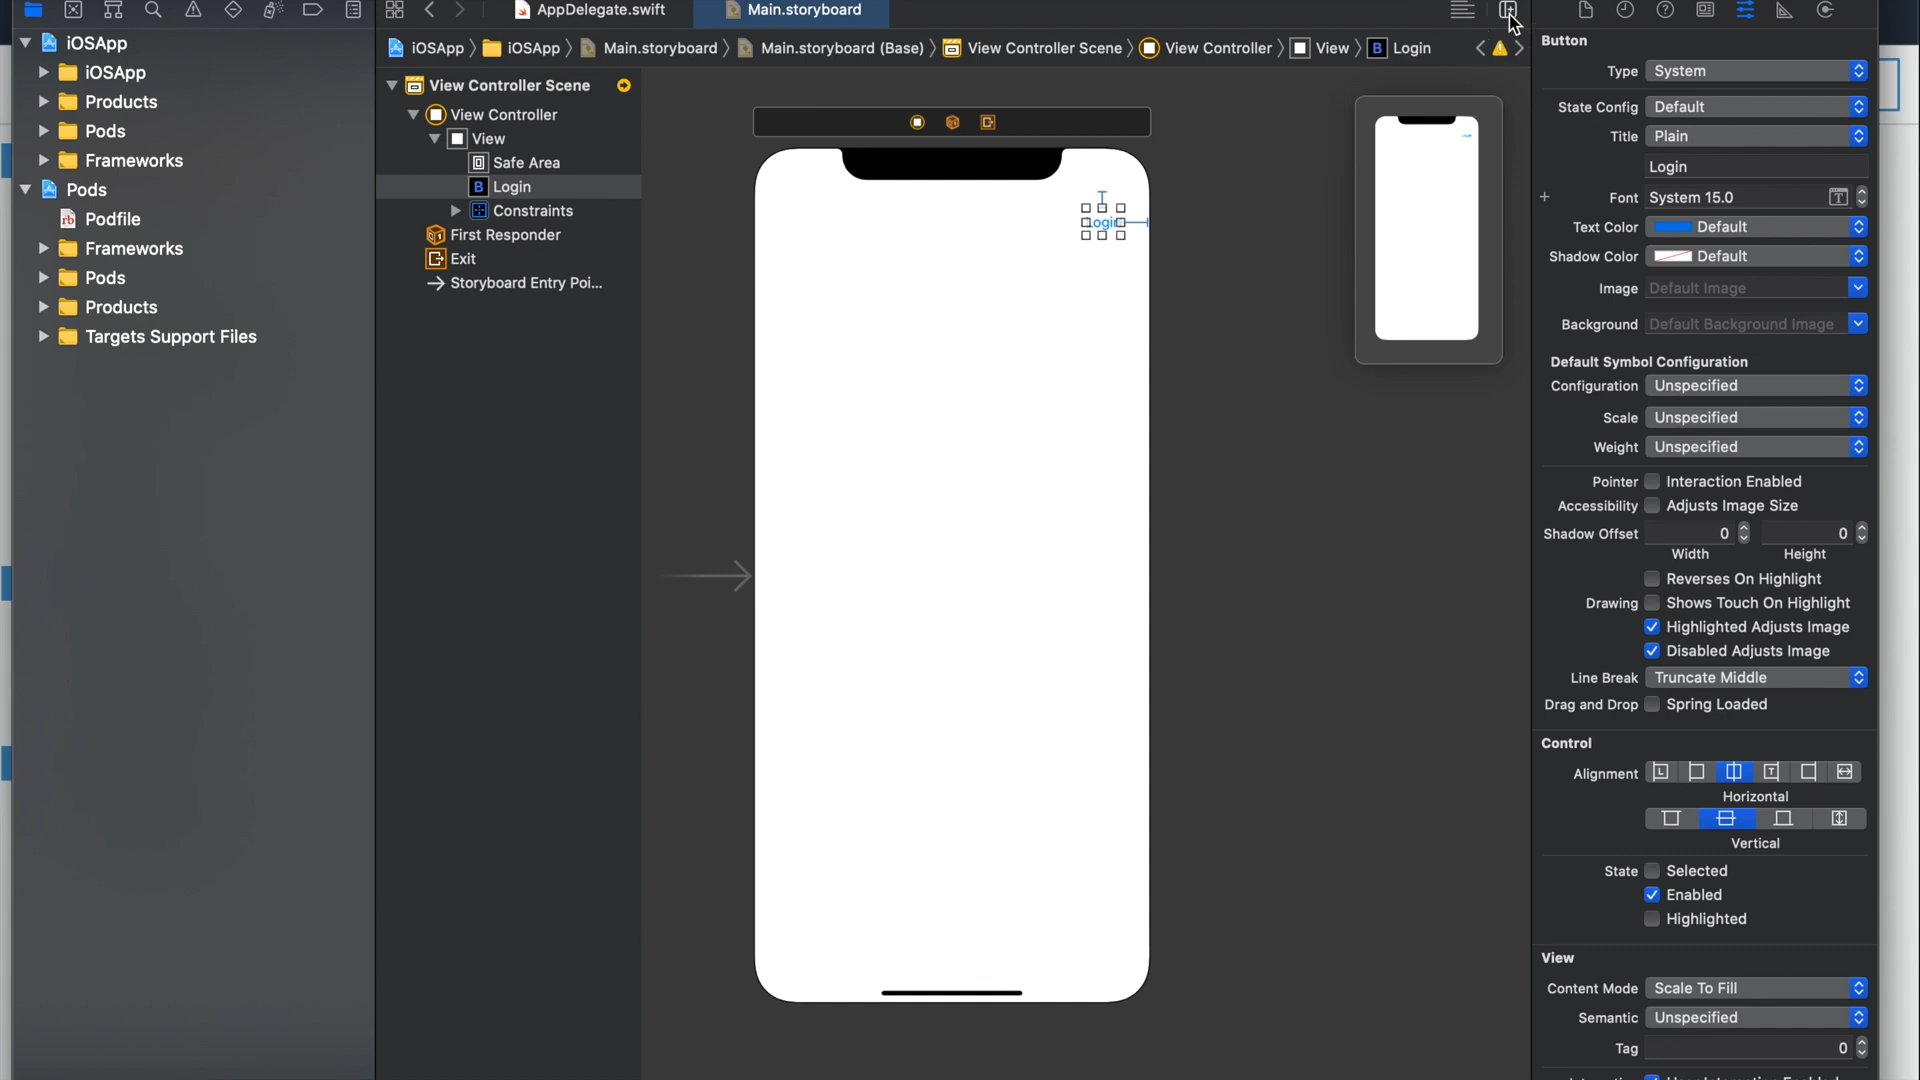 AppDelegate.swift
Main.storyboard
iOSApp
iOSApp
Products
Pods
Frameworks
Pods
Podfile
Frameworks
Pods
Products
Targets Support Files
iOSApp
iOSApp
Main.storyboard
Main.storyboard (Base)
View Controller Scene
View Controller
View
B Login
View Controller Scene
View Controller
View
Safe Area
B Login
Constraints
First Responder
Exit
Storyboard Entry Poi...
Login
Button
Type System
State Config Default
Title Plain
Login
+ Font System 15.0 T
Text Color Default
Shadow Color Default
Image Default Image
Background Default Background Image
Default Symbol Configuration
Configuration Unspecified
Scale Unspecified
Weight Unspecified
Pointer Interaction Enabled
Accessibility Adjusts Image Size
Shadow Offset 0 0
Width Height
Reverses On Highlight
Drawing Shows Touch On Highlight
Highlighted Adjusts Image
Disabled Adjusts Image
Line Break Truncate Middle
Drag and Drop Spring Loaded
Control
Alignment
Horizontal
Vertical
State Selected
Enabled
Highlighted
View
Content Mode Scale To Fill
Semantic Unspecified
Tag 0